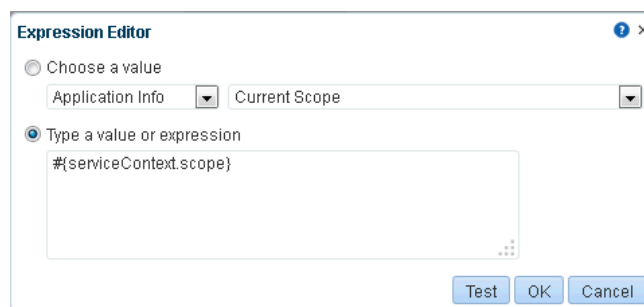 Expression Editor
Choose a value
Application Info Current Scope
Type a value or expression
#{serviceContext.scope}
Test OK Cancel